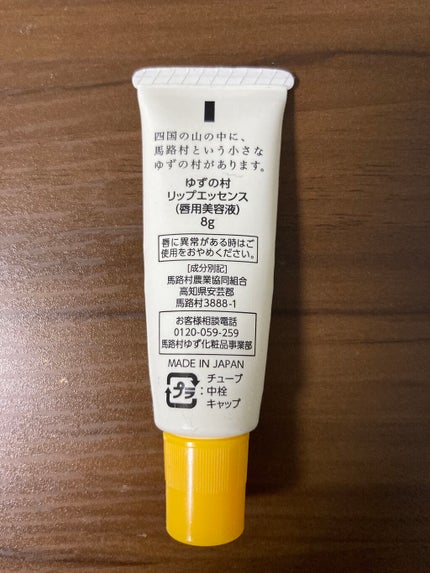 四国の山の中に、
馬路村という小さな
ゆずの村があります。
ゆずの村
リップエッセンス
(唇用美容液)
8g
唇に異常がある時はご
使用をおやめください。
[成分別記]
馬路村農業協同組合
高知県安芸郡
馬路村3888-1
お客様相談電話
0120-059-259
馬路村ゆず化粧品事業部
MADE IN JAPAN
チューブ
プラ:中栓
キャップ